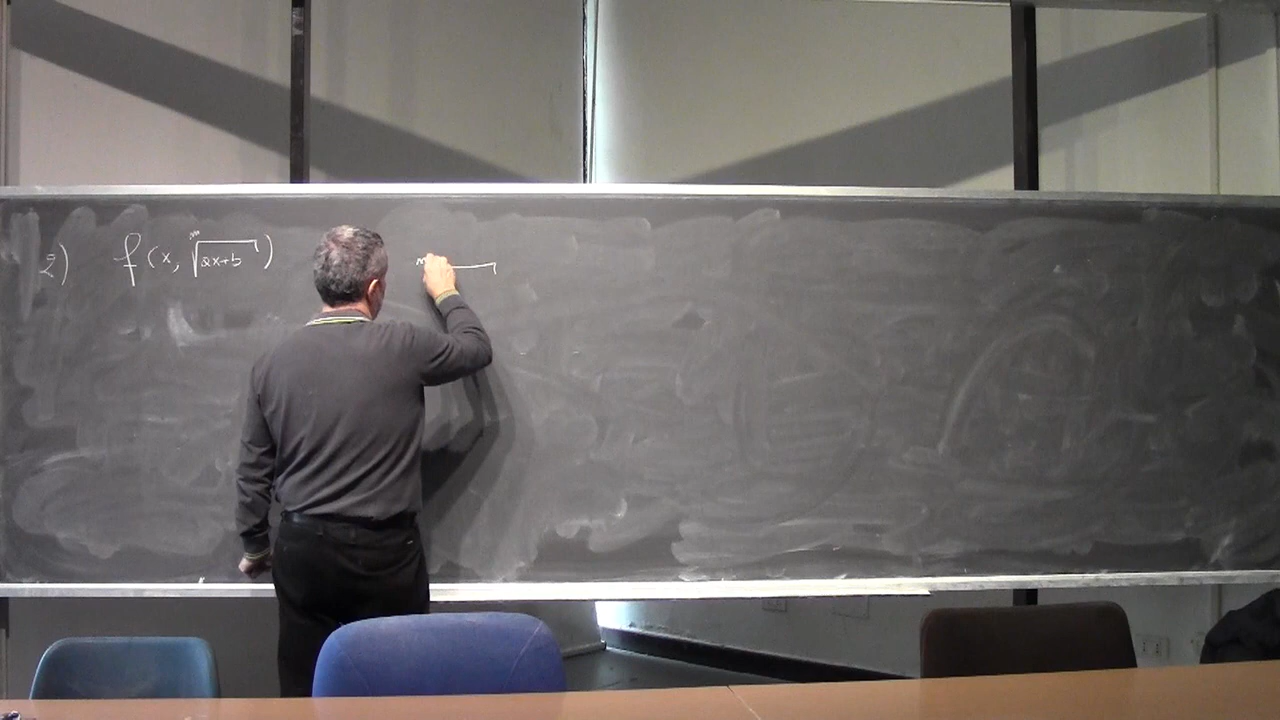 2) f(x, ᵐ√ax+b) ᵐ√